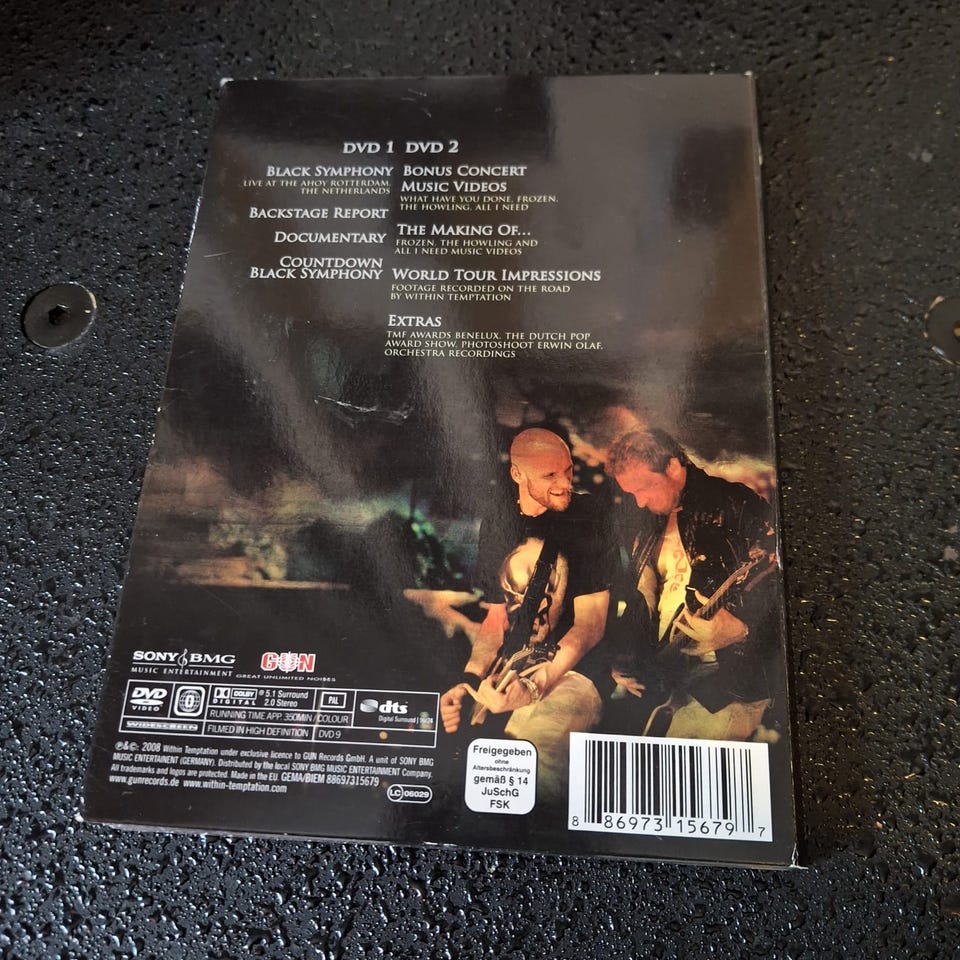 DVD 1 DVD 2
BLACK SYMPHONY
LIVE AT THE AHOY ROTTERDAM,
THE NETHERLANDS
BACKSTAGE REPORT
DOCUMENTARY
COUNTDOWN
BLACK SYMPHONY
BONUS CONCERT
MUSIC VIDEOS
WHAT HAVE YOU DONE, FROZEN,
THE HOWLING, ALL I NEED
THE MAKING OF...
FROZEN, THE HOWLING AND
ALL I NEED MUSIC VIDEOS
WORLD TOUR IMPRESSIONS
FOOTAGE RECORDED ON THE ROAD
BY WITHIN TEMPTATION
EXTRAS
TMF AWARDS BENELUX, THE DUTCH POP
AWARD SHOW, PHOTOSHOOT ERWIN OLAF,
ORCHESTRA RECORDINGS
SONY BMG
MUSIC ENTERTAINMENT
GUN
GREAT UNLIMITED NOISES
DVD
VIDEO
WIDESCREEN
0
DOLBY
DIGITAL
5.1 Surround
2.0 Stereo
PAL
RUNNING TIME APP. 350MIN/COLOUR
FILMED IN HIGH DEFINITION
DVD 9
dts
Digital Surround | 16/24
℗&©: 2008 Within Temptation under exclusive licence to GUN Records GmbH. A unit of SONY BMG
MUSIC ENTERTAINMENT (GERMANY). Distributed by the local SONY BMG MUSIC ENTERTAINMENT Company.
All trademarks and logos are protected. Made in the EU. GEMA/BIEM 88697315679
www.gunrecords.de www.within-temptation.com
LC 06029
Freigegeben
ohne
Altersbeschränkung
gemäß § 14
JuSchG
FSK
8 86973 15679 7